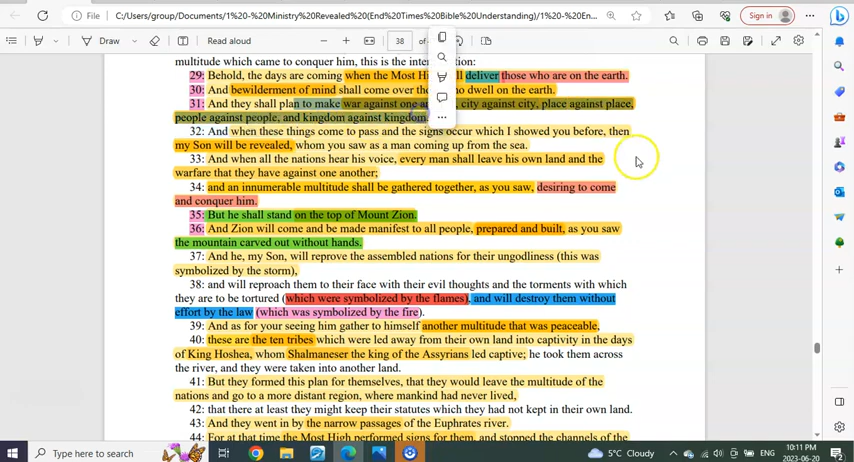 File
C:/Users/group/Documents/1%20-%20Ministry%20Revealed%20(End%20Times%20Bible%20Understanding)/1%20-%20En...
Sign in
Draw
Read aloud
38
of
multitude which came to conquer him, this is the
29: Behold, the days are coming when the Most deliver those who are on the earth.
30: And bewilderment of mind shall come over dwell on the earth.
31: And they shall plan to make war against one city against city, place against place,
people against people, and kingdom against kingdom.
32: And when these things come to pass and the signs occur which I showed you before, then
my Son will be revealed, whom you saw as a man coming up from the sea.
33: And when all the nations hear his voice, every man shall leave his own land and the
warfare that they have against one another;
34: and an innumerable multitude shall be gathered together, as you saw, desiring to come
and conquer him.
35: But he shall stand on the top of Mount Zion.
36: And Zion will come and be made manifest to all people, prepared and built, as you saw
the mountain carved out without hands.
37: And he, my Son, will reprove the assembled nations for their ungodliness (this was
symbolized by the storm),
38: and will reproach them to their face with their evil thoughts and the torments with which
they are to be tortured (which were symbolized by the flames), and will destroy them without
effort by the law (which was symbolized by the fire).
39: And as for your seeing him gather to himself another multitude that was peaceable,
40: these are the ten tribes which were led away from their own land into captivity in the days
of King Hoshea, whom Shalmaneser the king of the Assyrians led captive; he took them across
the river, and they were taken into another land.
41: But they formed this plan for themselves, that they would leave the multitude of the
nations and go to a more distant region, where mankind had never lived,
42: that there at least they might keep their statutes which they had not kept in their own land.
43: And they went in by the narrow passages of the Euphrates river.
44: For at that time the Most High performed signs for them, and stopped the channels of the
Type here to search
5°C Cloudy
ENG
10:11 PM
2023-06-20